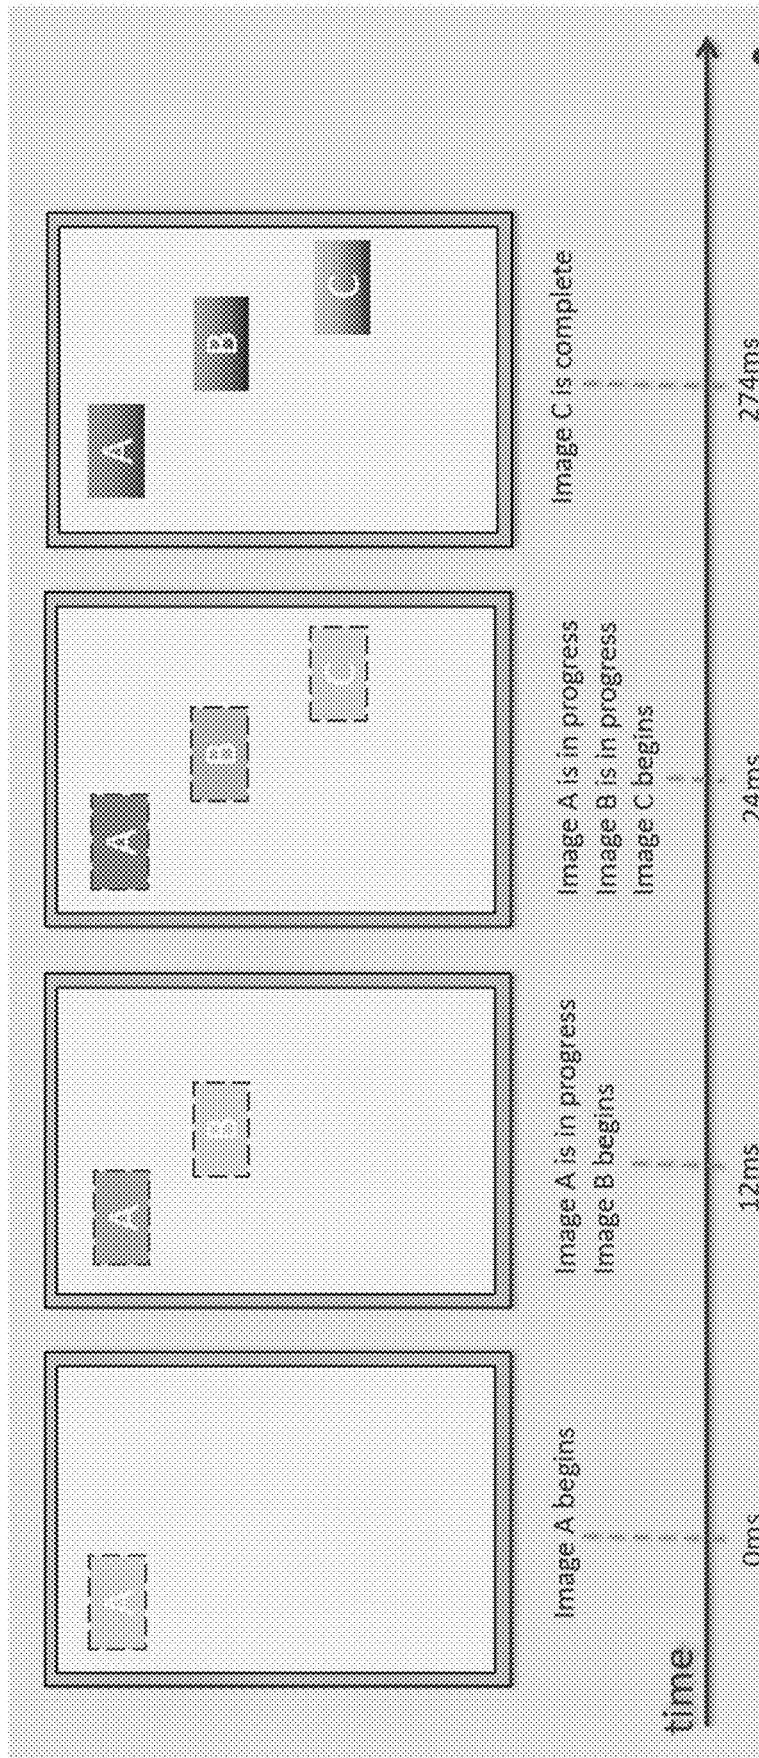 A
A
B
A
B
C
A
B
C
Image A begins
Image A is in progress
Image B begins
Image A is in progress
Image B is in progress
Image C begins
Image C is complete
time
0ms
12ms
24ms
274ms